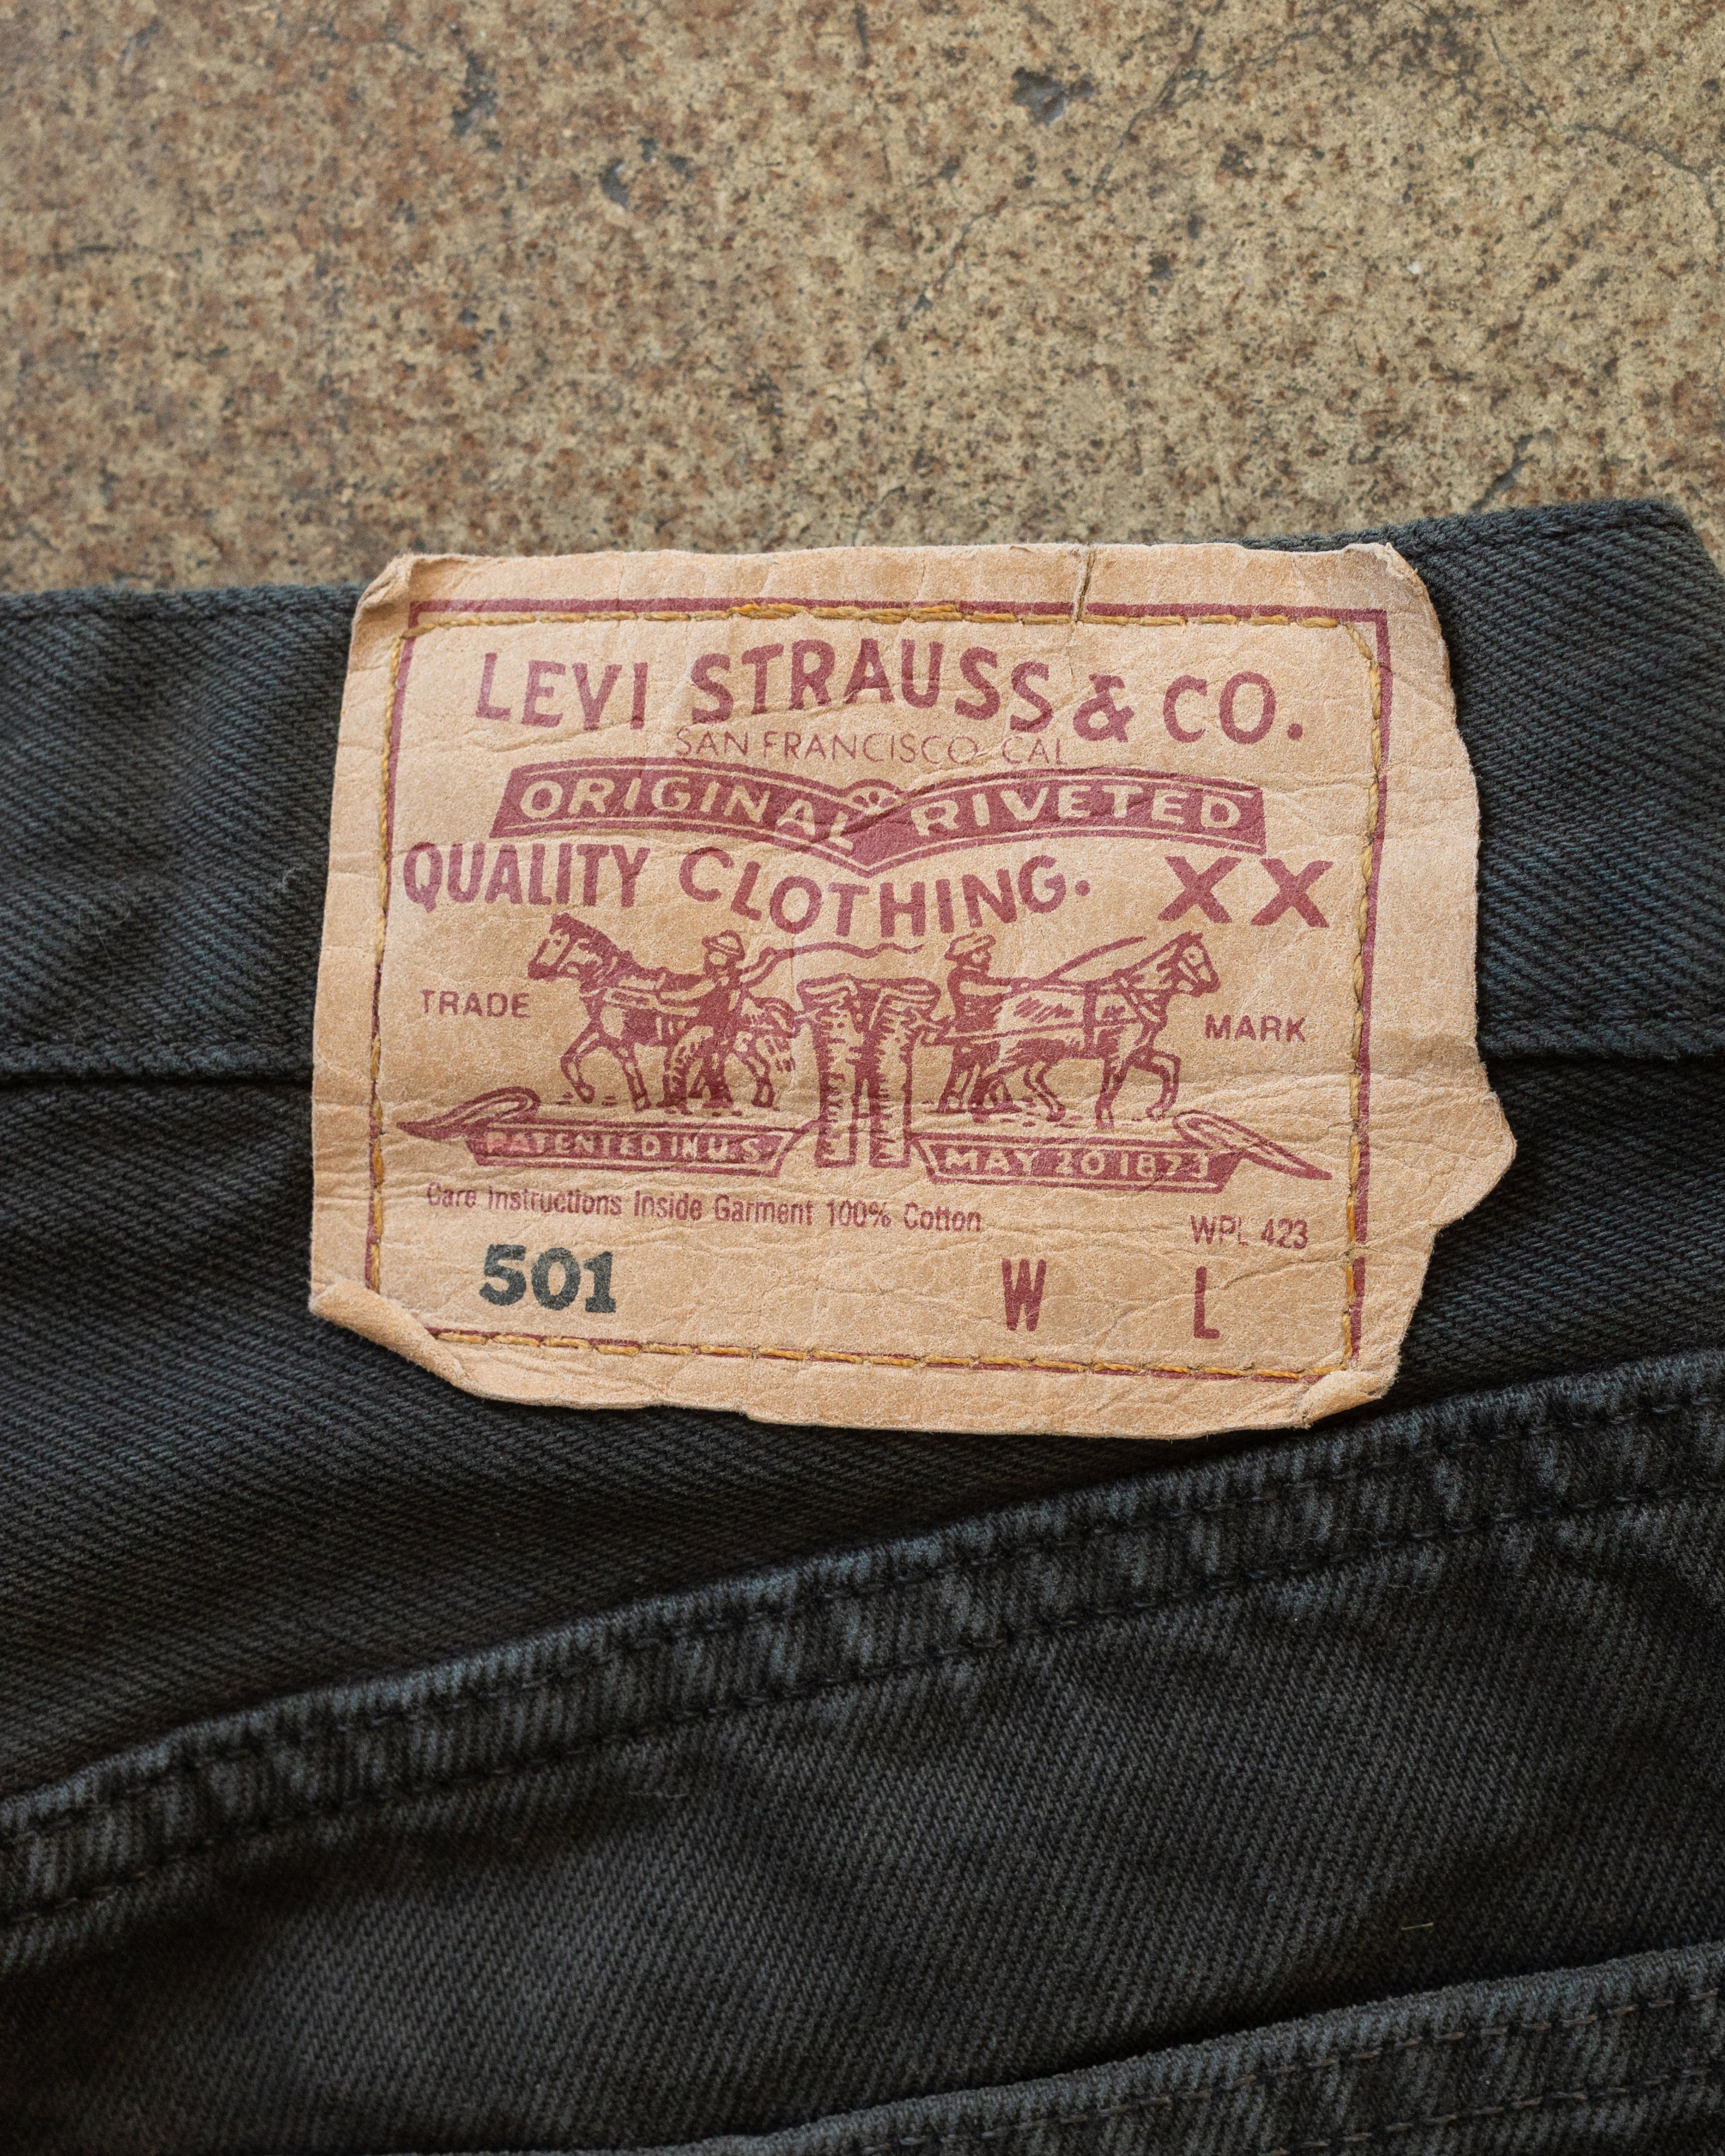 LEVI STRAUSS & CO.
SAN FRANCISCO CAL
ORIGINAL RIVETED
QUALITY CLOTHING. XX
TRADE MARK
PATENTED IN U.S. MAY 20 1873
Care Instructions Inside Garment 100% Cotton WPL 423
501 W L